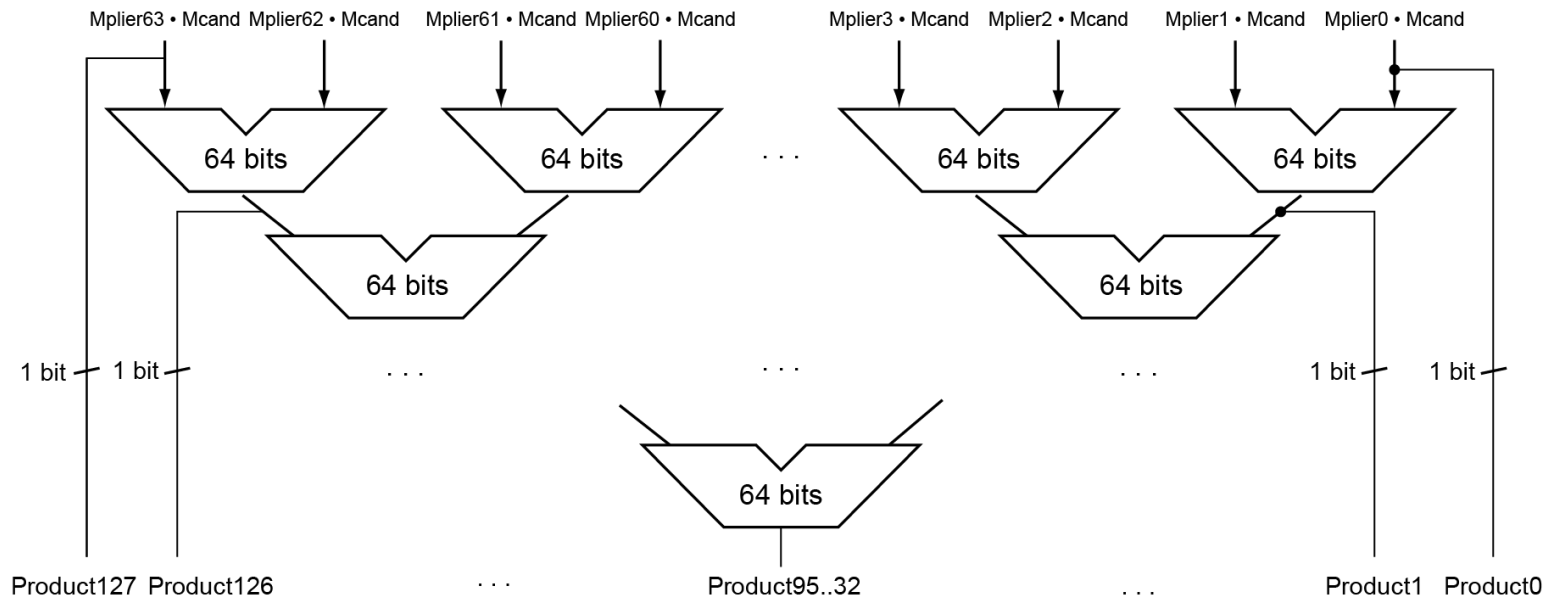 Mplier63 • Mcand Mplier62 • Mcand Mplier61 • Mcand Mplier60 • Mcand Mplier3 • Mcand Mplier2 • Mcand Mplier1 • Mcand Mplier0 • Mcand
64 bits 64 bits . . . 64 bits 64 bits
64 bits 64 bits
1 bit 1 bit . . . . . . . . . 1 bit 1 bit
64 bits
Product127 Product126 . . . Product95..32 . . . Product1 Product0